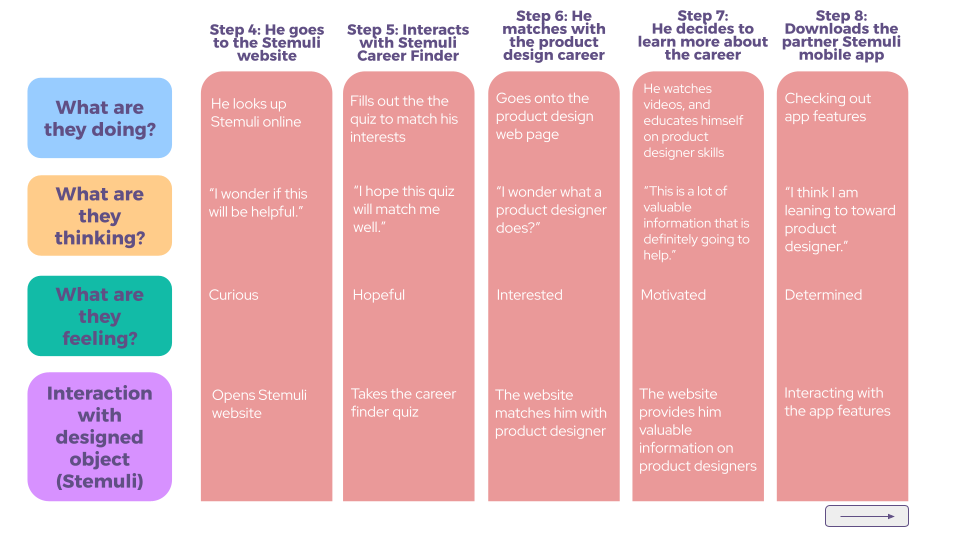 Step 4: He goes
to the Stemuli
website
Step 5: Interacts
with Stemuli
Career Finder
Step 6: He
matches with
the product
design career
Step 7:
He decides to
learn more about
the career
Step 8:
Downloads the
partner Stemuli
mobile app
What are
they doing?
He looks up
Stemuli online
Fills out the the
quiz to match his
interests
Goes onto the
product design
web page
He watches
videos, and
educates himself
on product
designer skills
Checking out
app features
What are
they
thinking?
“I wonder if this
will be helpful.”
“I hope this quiz
will match me
well.”
“I wonder what a
product designer
does?”
“This is a lot of
valuable
information that is
definitely going to
help.”
“I think I am
leaning to toward
product
designer.”
What are
they
feeling?
Curious
Hopeful
Interested
Motivated
Determined
Interaction
with
designed
object
(Stemuli)
Opens Stemuli
website
Takes the career
finder quiz
The website
matches him with
product designer
The website
provides him
valuable
information on
product designers
Interacting with
the app features